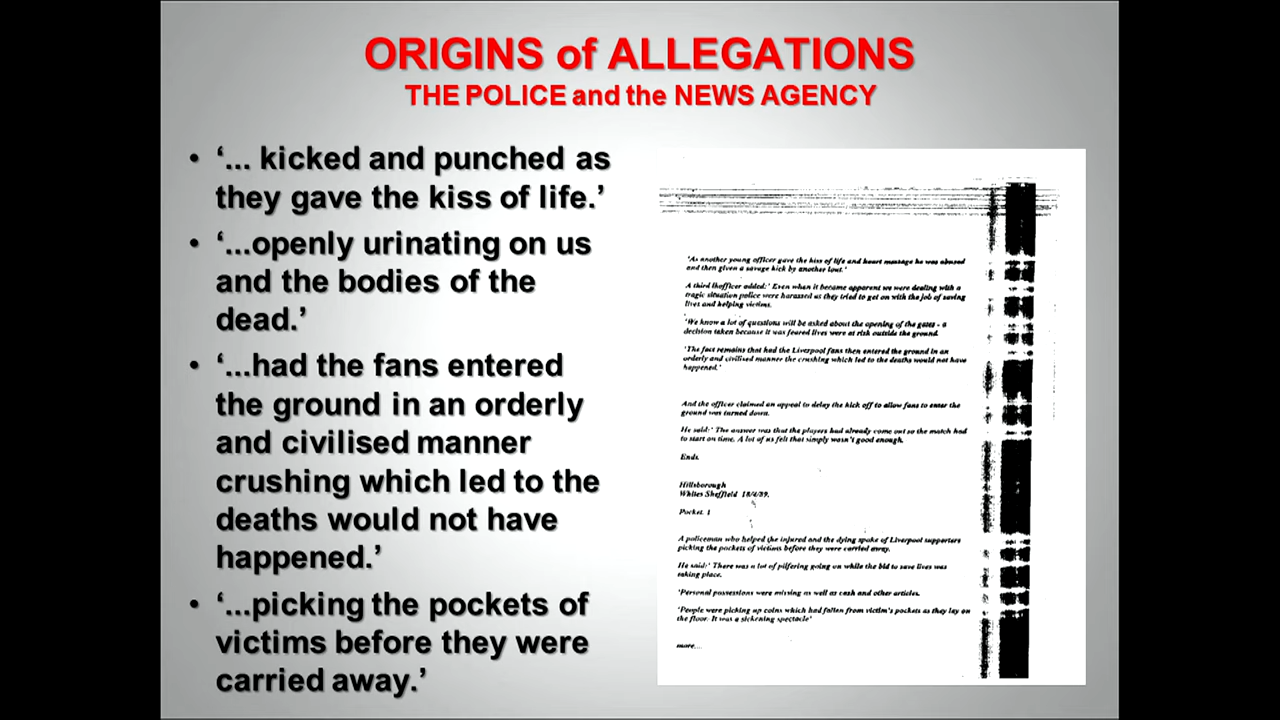 ORIGINS of ALLEGATIONS
THE POLICE and the NEWS AGENCY
• ‘... kicked and punched as
they gave the kiss of life.’
• ‘...openly urinating on us
and the bodies of the
dead.’
• ‘...had the fans entered
the ground in an orderly
and civilised manner
crushing which led to the
deaths would not have
happened.’
• ‘...picking the pockets of
victims before they were
carried away.’
'As another young officer gave the kiss of life and heart massage he was abused
and then given a savage kick by another lout.'
A third officer added:' Even when it became apparent we were dealing with a
tragic situation police were harassed as they tried to get on with the job of saving
lives and helping victims.
'We know a lot of questions will be asked about the opening of the gates - a
decision taken because it was feared lives were at risk outside the ground.
'The fact remains that had the Liverpool fans then entered the ground in an
orderly and civilised manner the crushing which led to the deaths would not have
happened.'
And the officer claimed an appeal to delay the kick off to allow fans to enter the
ground was turned down.
He said:' The answer was that the players had already come out so the match had
to start on time. A lot of us felt that simply wasn't good enough.
Ends.
Hillsborough
Whites Sheffield 18/4/89.
Pocket. 1
A policeman who helped the injured and the dying spoke of Liverpool supporters
picking the pockets of victims before they were carried away.
He said:' There was a lot of pilfering going on while the bid to save lives was
taking place.
'Personal possessions were missing as well as cash and other articles.
'People were picking up coins which had fallen from victim's pockets as they lay on
the floor. It was a sickening spectacle'
more....